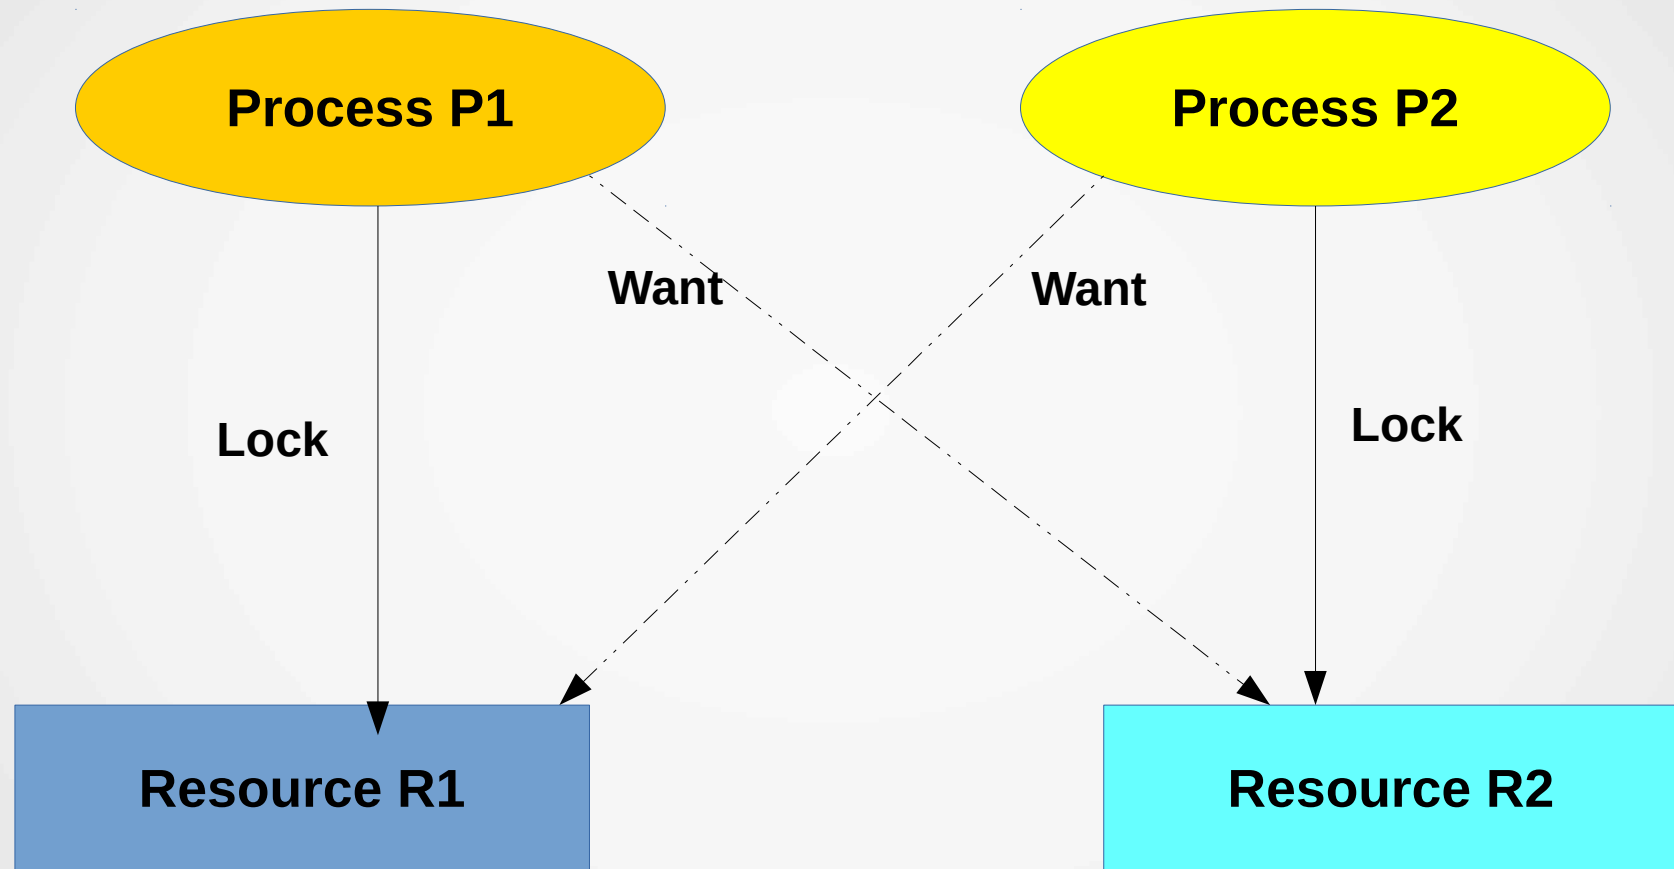 Process P1
Process P2
Want
Want
Lock
Lock
Resource R1
Resource R2